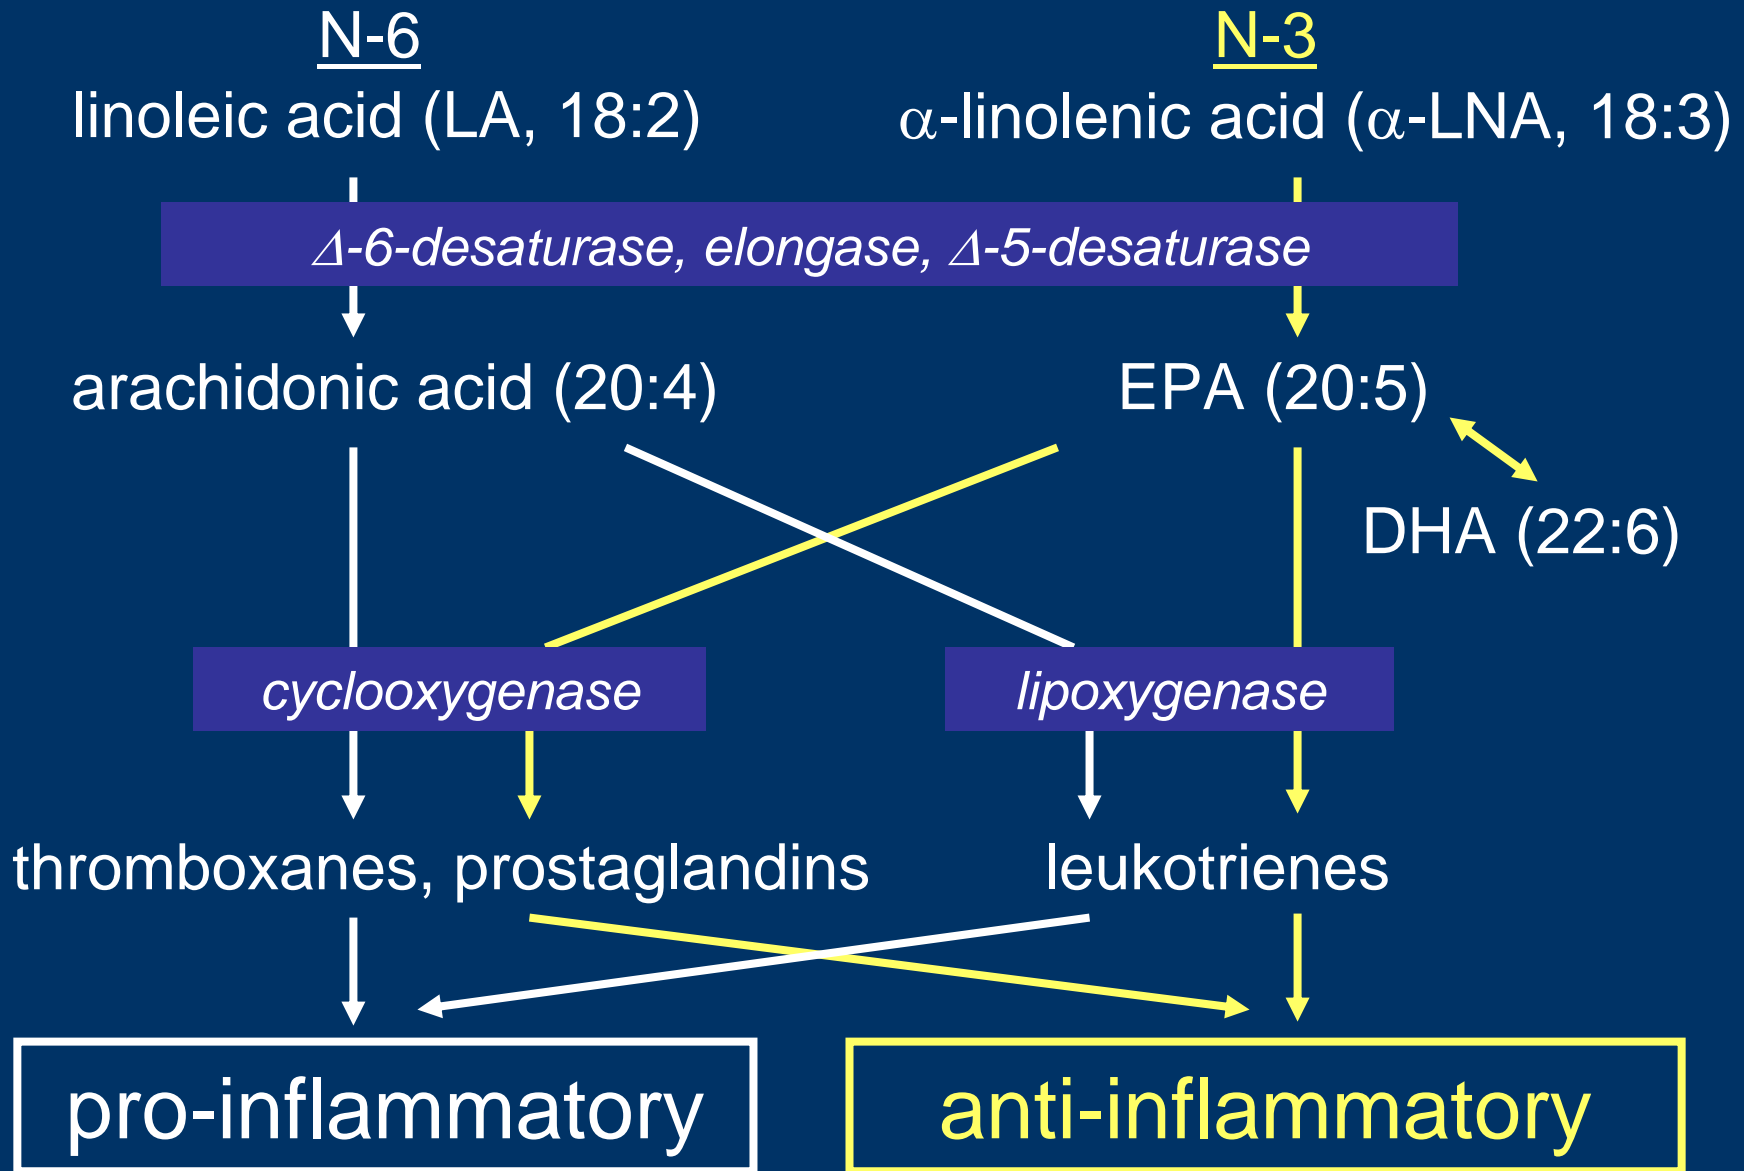 N-6
N-3
linoleic acid (LA, 18:2)
α-linolenic acid (α-LNA, 18:3)
Δ-6-desaturase, elongase, Δ-5-desaturase
arachidonic acid (20:4)
EPA (20:5)
DHA (22:6)
cyclooxygenase
lipoxygenase
thromboxanes, prostaglandins
leukotrienes
pro-inflammatory
anti-inflammatory